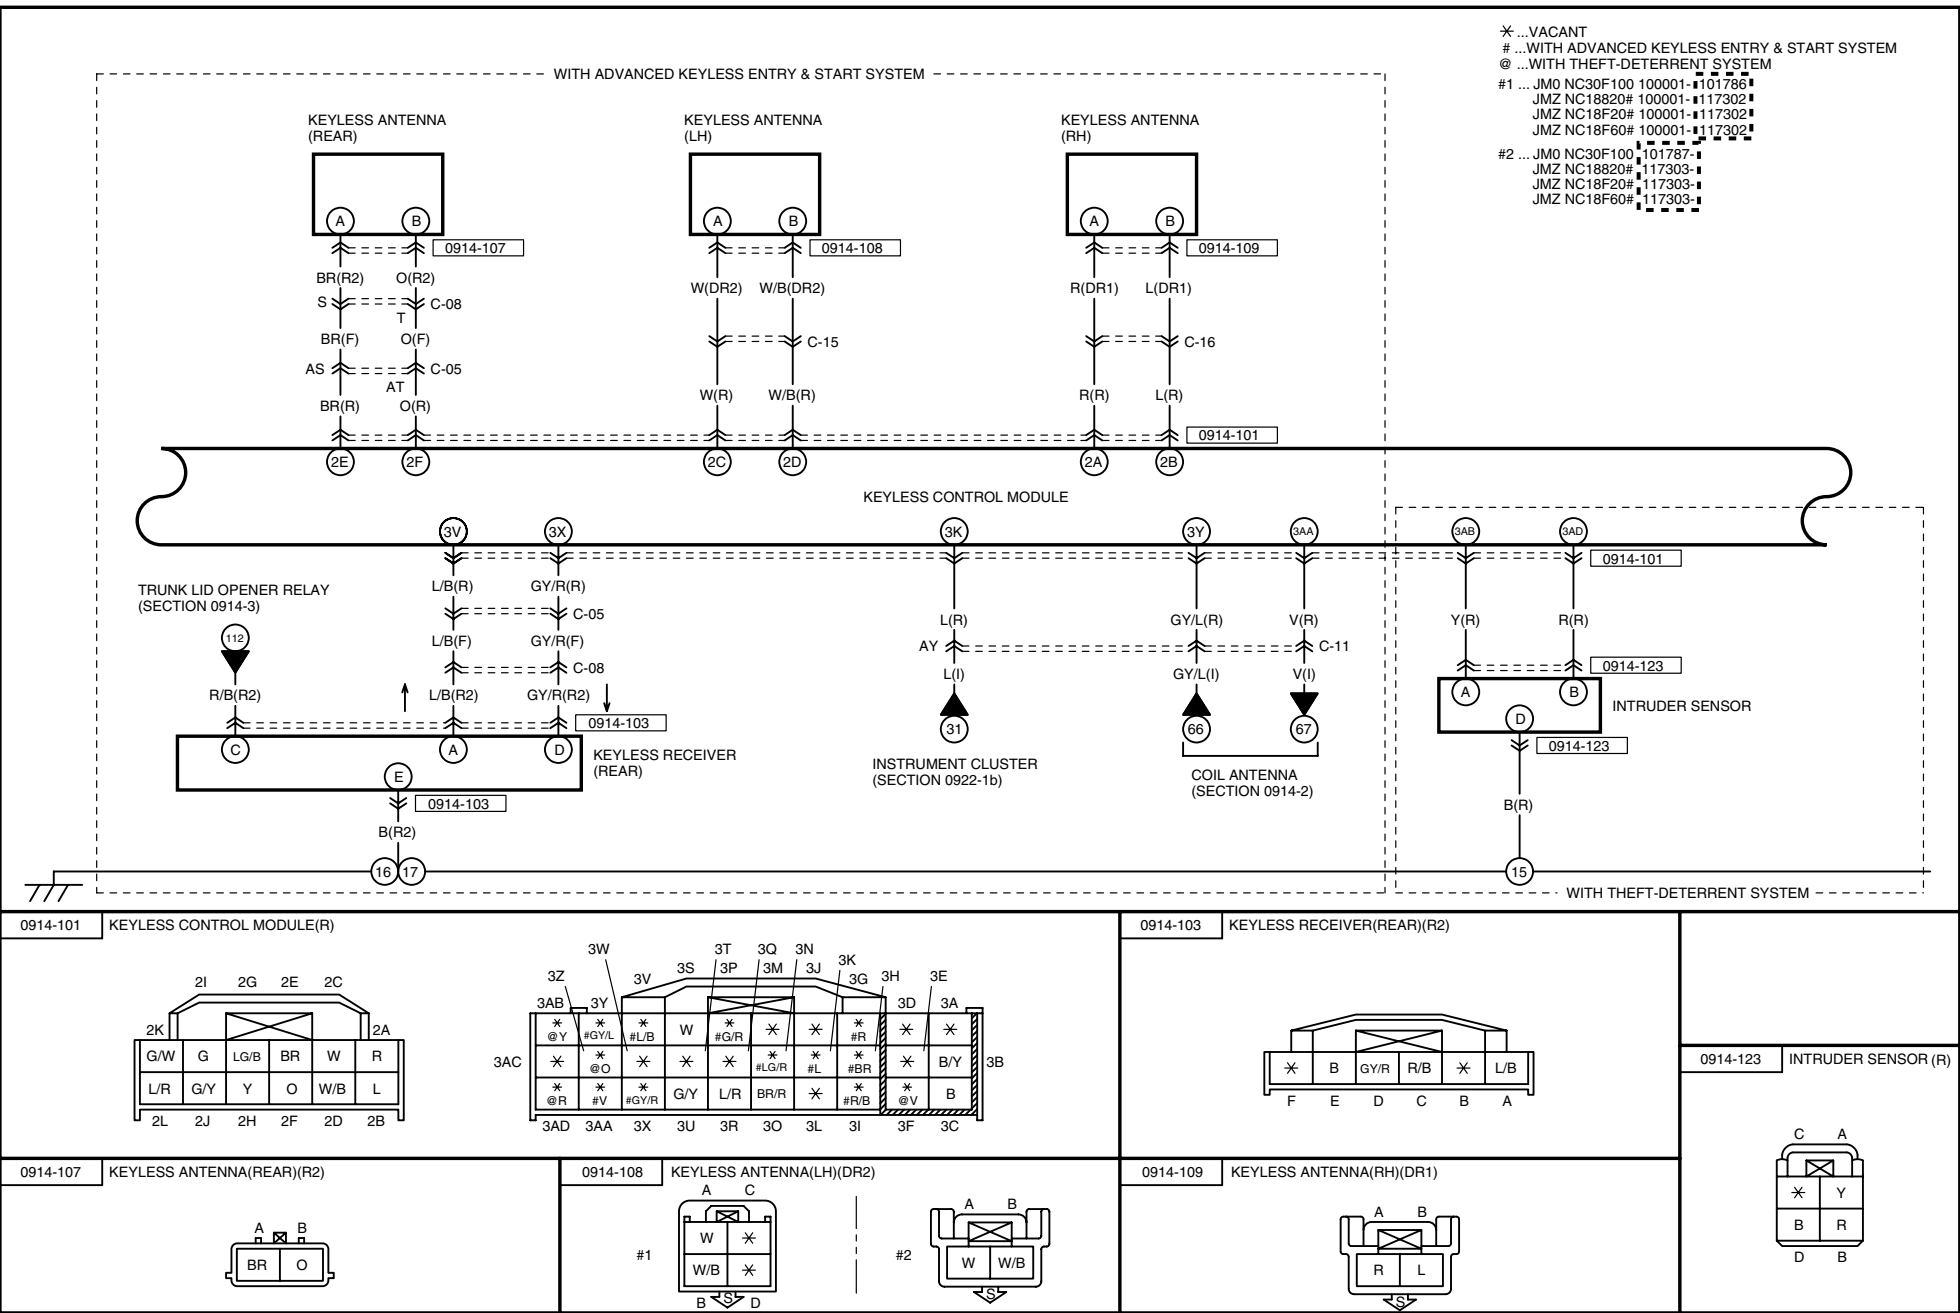 ✳ ...VACANT
# ...WITH ADVANCED KEYLESS ENTRY & START SYSTEM
@ ...WITH THEFT-DETERRENT SYSTEM
#1 ... JM0 NC30F100 100001- 101786
JMZ NC18820# 100001- 117302
JMZ NC18F20# 100001- 117302
JMZ NC18F60# 100001- 117302
#2 ... JM0 NC30F100 101787-
JMZ NC18820# 117303-
JMZ NC18F20# 117303-
JMZ NC18F60# 117303-
WITH ADVANCED KEYLESS ENTRY & START SYSTEM
KEYLESS ANTENNA
(REAR)
KEYLESS ANTENNA
(LH)
KEYLESS ANTENNA
(RH)
A B A B A B
0914-107 0914-108 0914-109
BR(R2) O(R2) W(DR2) W/B(DR2) R(DR1) L(DR1)
S T C-08
BR(F) O(F) C-15 C-16
AS AT C-05
BR(R) O(R) W(R) W/B(R) R(R) L(R)
0914-101
2E 2F 2C 2D 2A 2B
KEYLESS CONTROL MODULE
3V 3X 3K 3Y 3AA 3AB 3AD
0914-101
TRUNK LID OPENER RELAY
(SECTION 0914-3)
112
L/B(R) GY/R(R)
C-05
L/B(F) GY/R(F)
C-08
R/B(R2) L/B(R2) GY/R(R2)
0914-103
C A D
KEYLESS RECEIVER
(REAR)
E
0914-103
B(R2)
16 17
L(R) GY/L(R) V(R)
AY C-11
L(I) GY/L(I) V(I)
31 66 67
INSTRUMENT CLUSTER
(SECTION 0922-1b)
COIL ANTENNA
(SECTION 0914-2)
Y(R) R(R)
0914-123
A B
D
INTRUDER SENSOR
0914-123
B(R)
15
WITH THEFT-DETERRENT SYSTEM
0914-101 KEYLESS CONTROL MODULE(R)
2I 2G 2E 2C
2K 2A
G/W G LG/B BR W R
L/R G/Y Y O W/B L
2L 2J 2H 2F 2D 2B
3W 3T 3Q 3N
3Z 3V 3S 3P 3M 3J 3K 3G 3H 3E
3AB 3Y 3D 3A
✳ ✳ ✳ W ✳ ✳ ✳ ✳ ✳ ✳
@Y #GY/L #L/B #G/R #R
3AC ✳ ✳ ✳ ✳ ✳ ✳ ✳ ✳ ✳ B/Y 3B
@O #LG/R #L #BR
✳ ✳ ✳ G/Y L/R BR/R ✳ ✳ ✳ B
@R #V #GY/R #R/B @V
3AD 3AA 3X 3U 3R 3O 3L 3I 3F 3C
0914-103 KEYLESS RECEIVER(REAR)(R2)
✳ B GY/R R/B ✳ L/B
F E D C B A
0914-123 INTRUDER SENSOR (R)
C A
✳ Y
B R
D B
0914-107 KEYLESS ANTENNA(REAR)(R2)
A B
BR O
0914-108 KEYLESS ANTENNA(LH)(DR2)
#1
A C
W ✳
W/B ✳
B S D
#2
A B
W W/B
S
0914-109 KEYLESS ANTENNA(RH)(DR1)
A B
R L
S